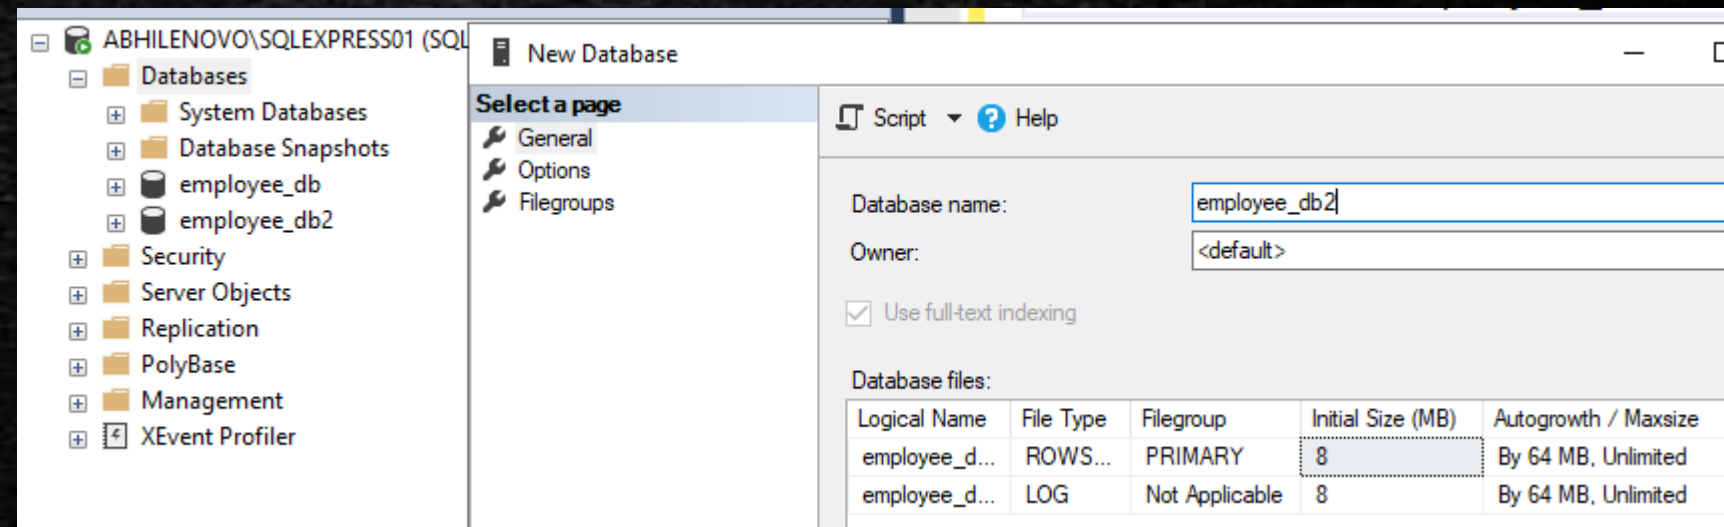 ABHILENOVO\SQLEXPRESS01 (SQL
Databases
System Databases
Database Snapshots
employee_db
employee_db2
Security
Server Objects
Replication
PolyBase
Management
XEvent Profiler
New Database
Select a page
General
Options
Filegroups
Script Help
Database name: employee_db2
Owner: <default>
Use full-text indexing
Database files:
Logical Name File Type Filegroup Initial Size (MB) Autogrowth / Maxsize
employee_d... ROWS... PRIMARY 8 By 64 MB, Unlimited
employee_d... LOG Not Applicable 8 By 64 MB, Unlimited